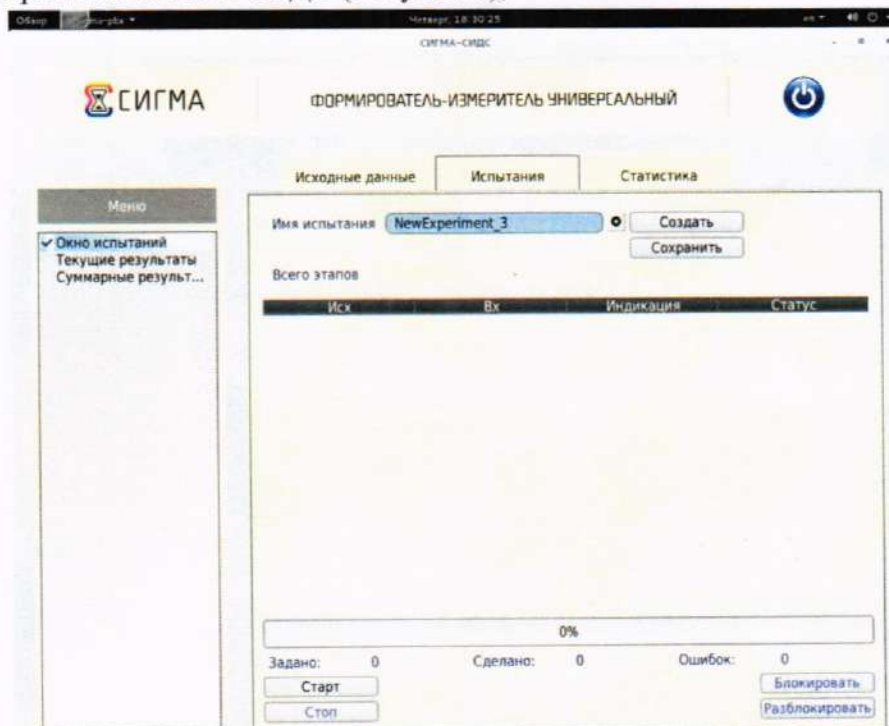 Обзор
Четверг, 18:30:25
en
СИГМА-СИДС
СИГМА
ФОРМИРОВАТЕЛЬ-ИЗМЕРИТЕЛЬ УНИВЕРСАЛЬНЫЙ
Исходные данные Испытания Статистика
Меню
Окно испытаний
Текущие результаты
Суммарные результ...
Имя испытания NewExperiment_3 Создать
Сохранить
Всего этапов
Исх Вх Индикация Статус
0%
Задано: 0 Сделано: 0 Ошибок: 0
Старт Блокировать
Стоп Разблокировать